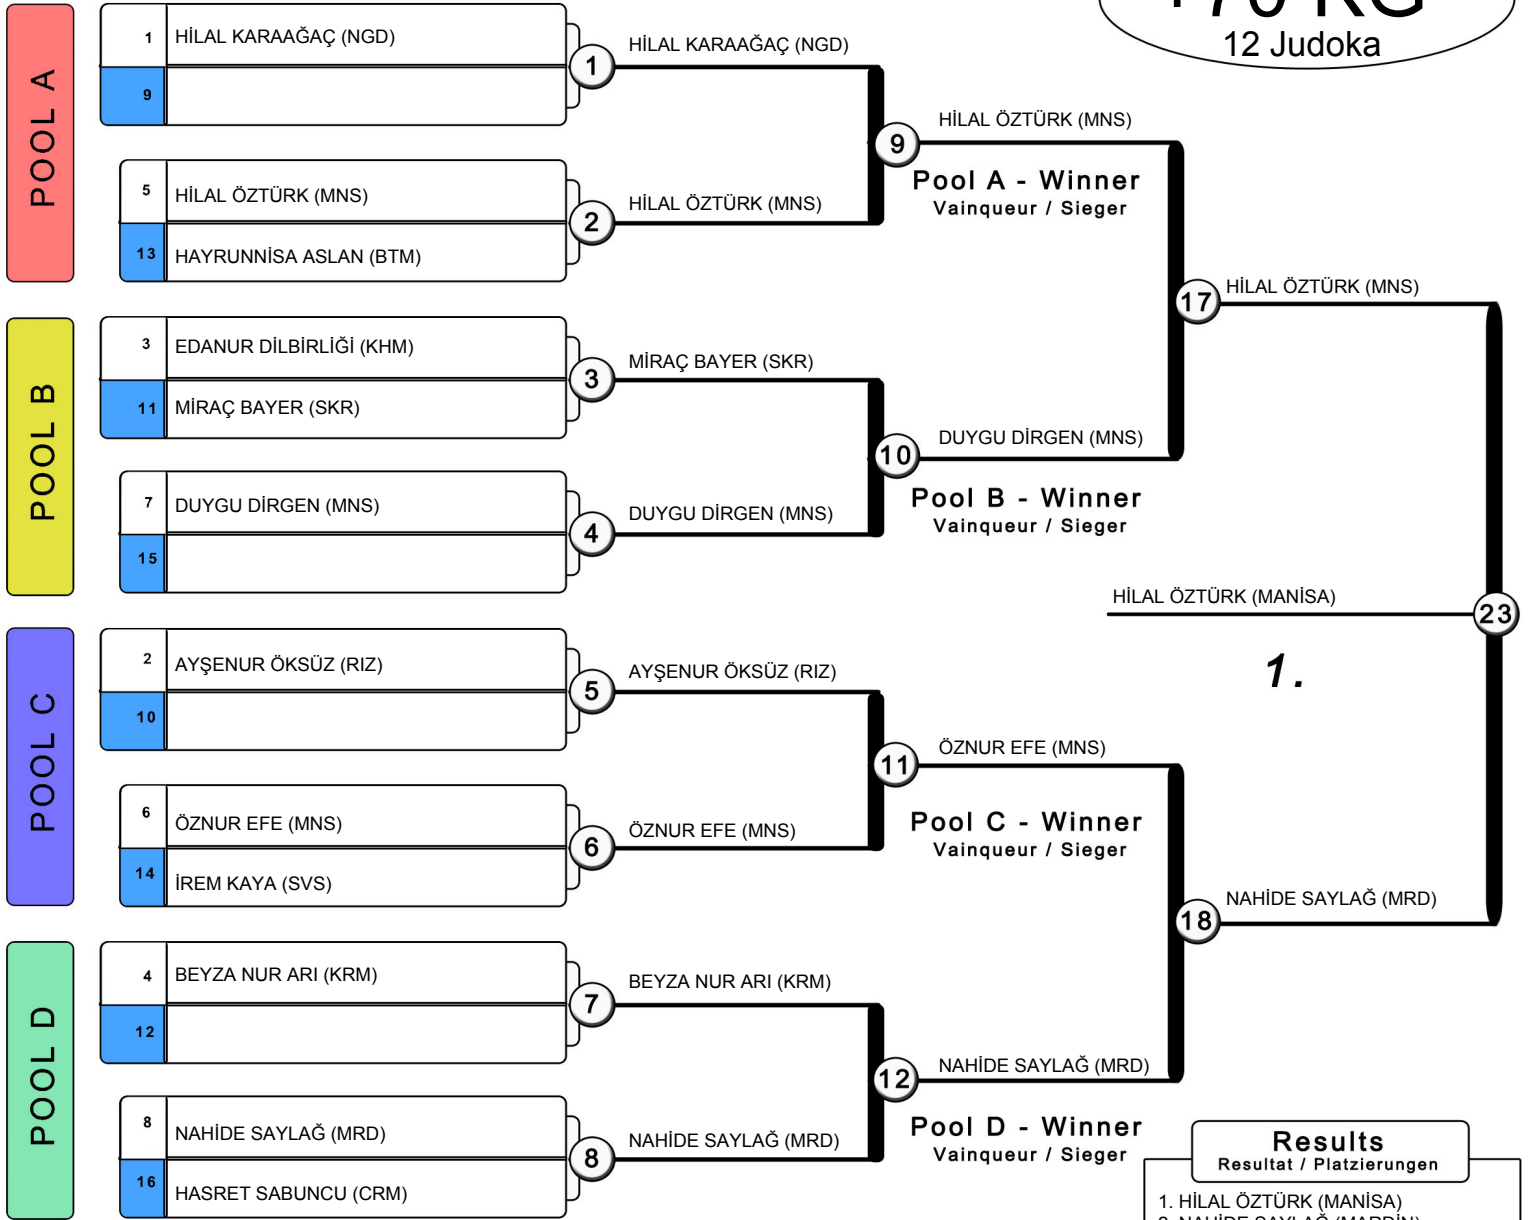 +70 KG
12 Judoka
POOL A
1 HİLAL KARAAĞAÇ (NGD)
9
5 HİLAL ÖZTÜRK (MNS)
13 HAYRUNNİSA ASLAN (BTM)
1 HİLAL KARAAĞAÇ (NGD)
2 HİLAL ÖZTÜRK (MNS)
9 HİLAL ÖZTÜRK (MNS)
Pool A - Winner
Vainqueur / Sieger
POOL B
3 EDANUR DİLBİRLİĞİ (KHM)
11 MİRAÇ BAYER (SKR)
7 DUYGU DİRGEN (MNS)
15
3 MİRAÇ BAYER (SKR)
4 DUYGU DİRGEN (MNS)
10 DUYGU DİRGEN (MNS)
Pool B - Winner
Vainqueur / Sieger
17 HİLAL ÖZTÜRK (MNS)
HİLAL ÖZTÜRK (MANİSA) 23
1.
POOL C
2 AYŞENUR ÖKSÜZ (RIZ)
10
6 ÖZNUR EFE (MNS)
14 İREM KAYA (SVS)
5 AYŞENUR ÖKSÜZ (RIZ)
6 ÖZNUR EFE (MNS)
11 ÖZNUR EFE (MNS)
Pool C - Winner
Vainqueur / Sieger
18 NAHİDE SAYLAĞ (MRD)
POOL D
4 BEYZA NUR ARI (KRM)
12
8 NAHİDE SAYLAĞ (MRD)
16 HASRET SABUNCU (CRM)
7 BEYZA NUR ARI (KRM)
8 NAHİDE SAYLAĞ (MRD)
12 NAHİDE SAYLAĞ (MRD)
Pool D - Winner
Vainqueur / Sieger
Results
Resultat / Platzierungen
1. HİLAL ÖZTÜRK (MANİSA)
2. NAHİDE SAYLAĞ (MARDİN)